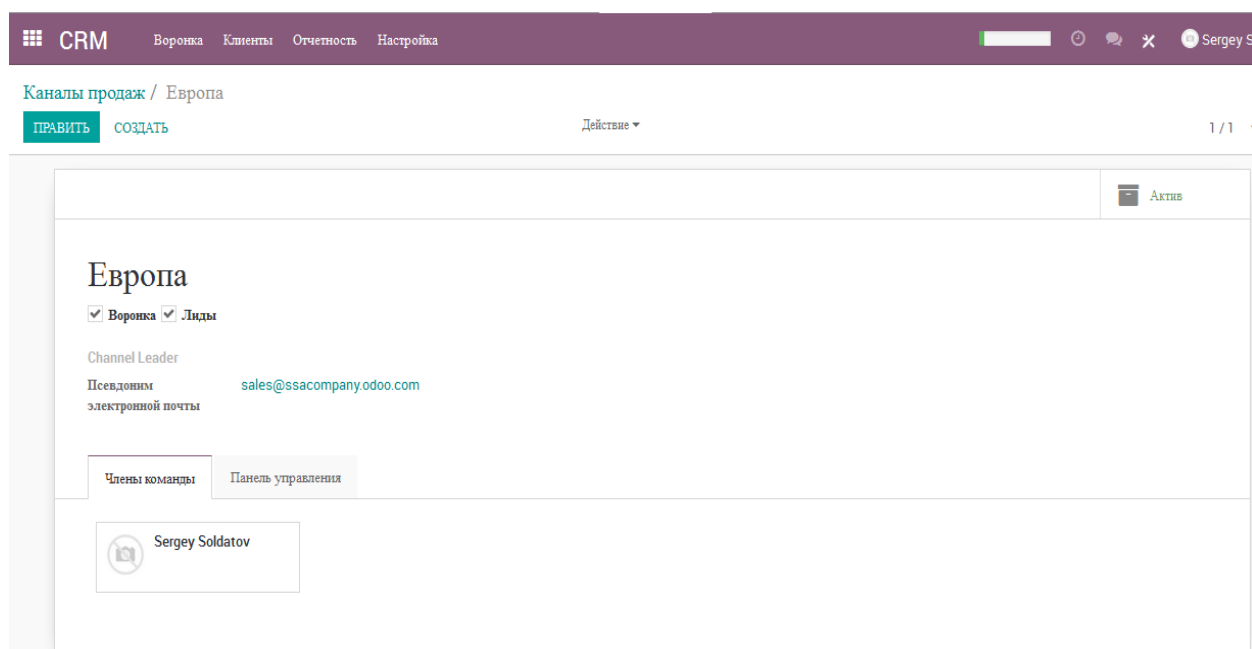 CRM Воронка Клиенты Отчетность Настройка Sergey S
Каналы продаж / Европа
ПРАВИТЬ СОЗДАТЬ Действие 1 / 1
Актив
Европа
Воронка Лиды
Channel Leader
Псевдоним sales@ssacompany.odoo.com
электронной почты
Члены команды Панель управления
Sergey Soldatov